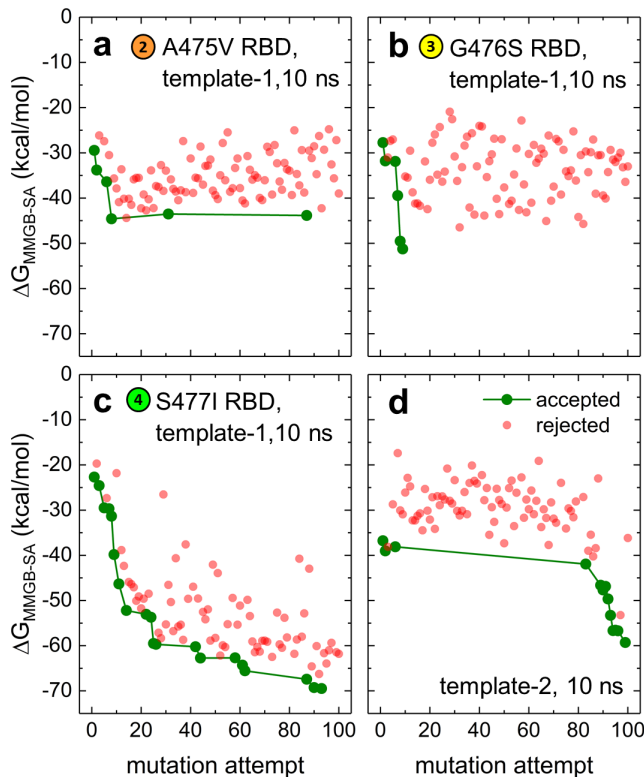 a
2
A475V RBD,
template-1,10 ns
b
3
G476S RBD,
template-1,10 ns
0
-10
-20
-30
-40
-50
-60
-70
ΔG_MMGB-SA (kcal/mol)
c
4
S477I RBD,
template-1,10 ns
d
accepted
rejected
template-2, 10 ns
0
-10
-20
-30
-40
-50
-60
-70
ΔG_MMGB-SA (kcal/mol)
0 20 40 60 80 100
0 20 40 60 80 100
mutation attempt
mutation attempt